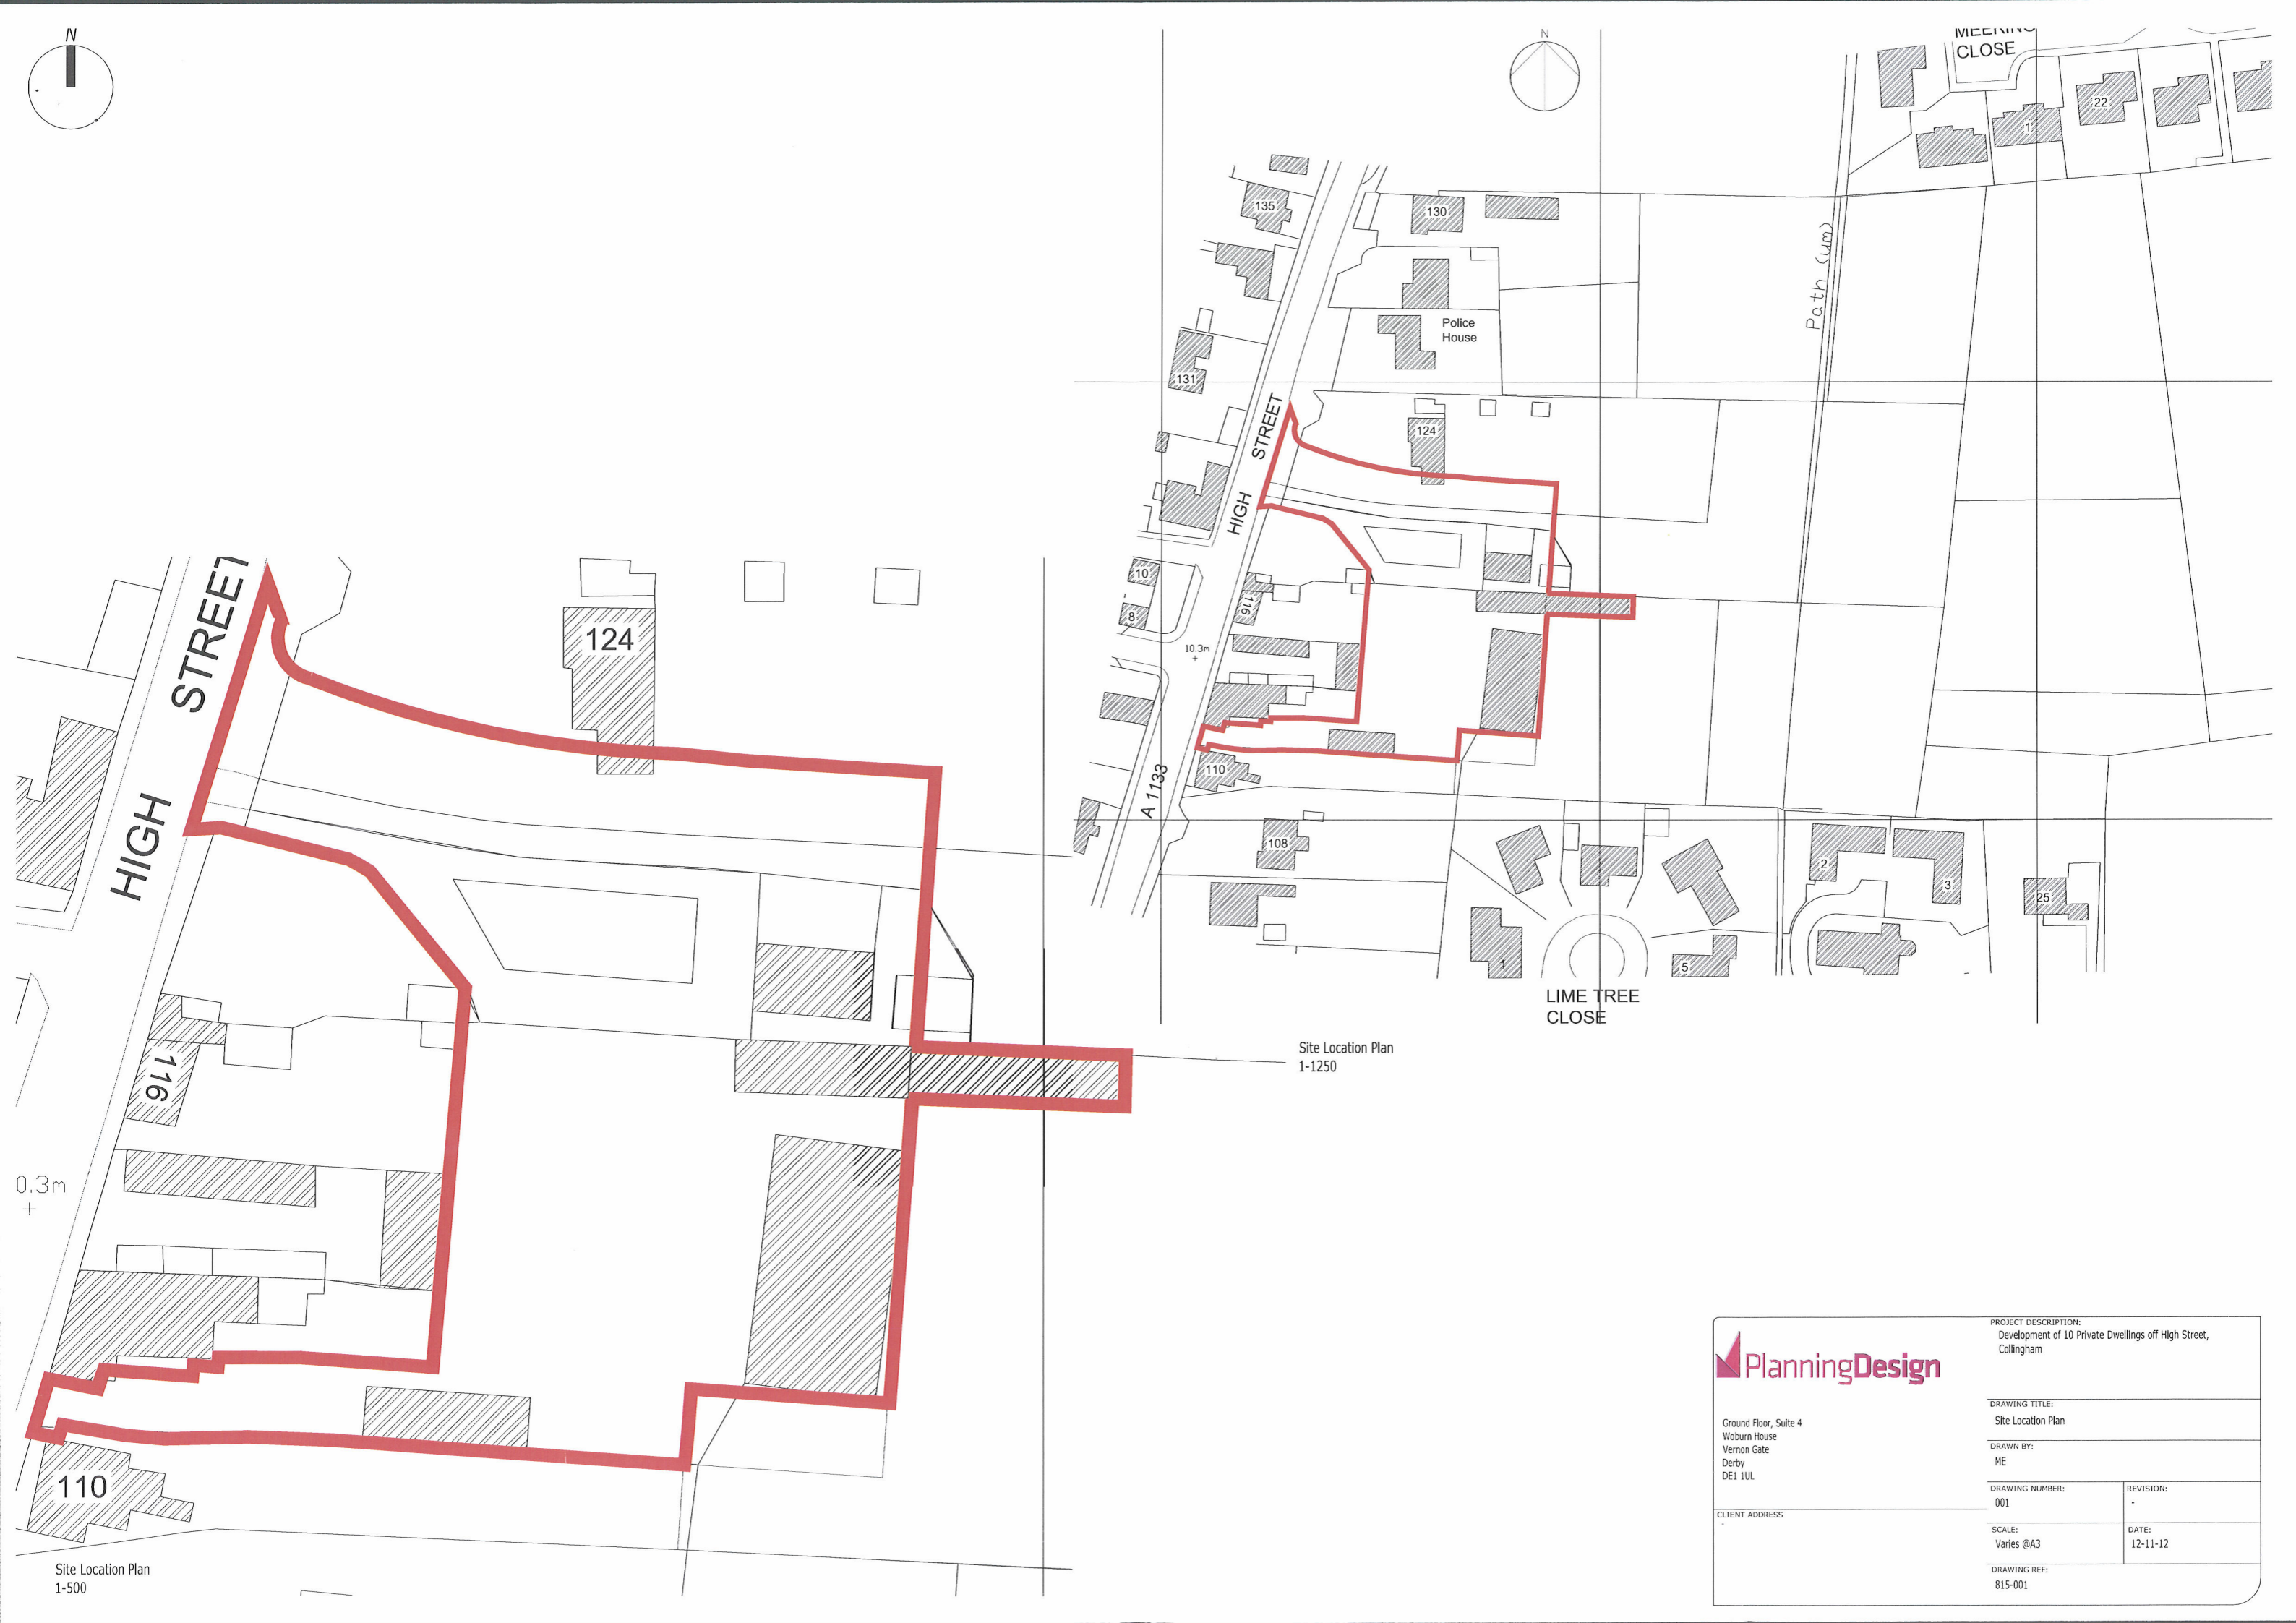 N
N
CLOSE
22
1
135
130
Path (um)
Police
House
131
STREET
124
HIGH
10
8
116
10.3m
110
A 1133
108
2
3
25
1
5
LIME TREE
CLOSE
Site Location Plan
1-1250
STREET
124
HIGH
116
0.3m
110
Site Location Plan
1-500
PlanningDesign
Ground Floor, Suite 4
Woburn House
Vernon Gate
Derby
DE1 1UL
CLIENT ADDRESS
-
PROJECT DESCRIPTION:
Development of 10 Private Dwellings off High Street,
Collingham
DRAWING TITLE:
Site Location Plan
DRAWN BY:
ME
DRAWING NUMBER:
001
REVISION:
-
SCALE:
Varies @A3
DATE:
12-11-12
DRAWING REF:
815-001